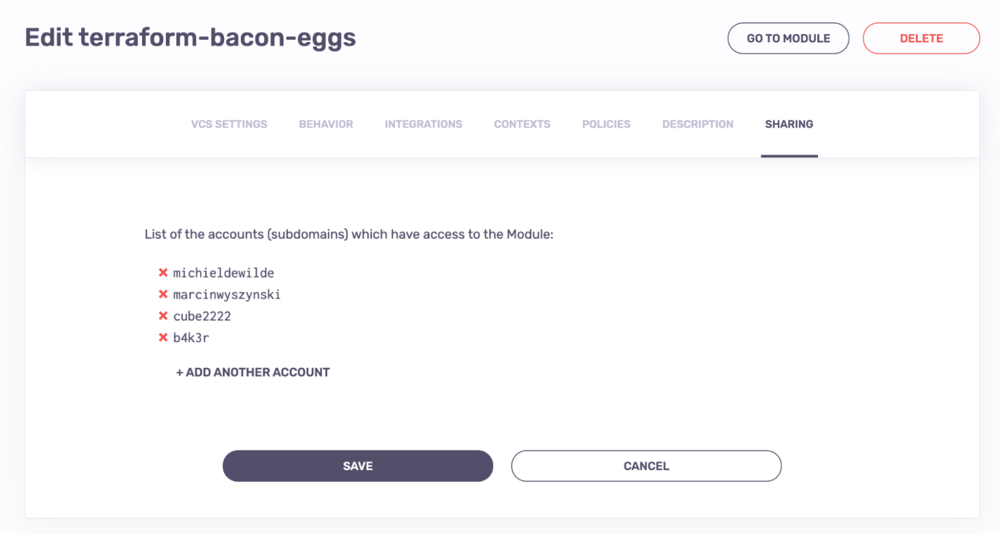 Edit terraform-bacon-eggs
GO TO MODULE
DELETE
VCS SETTINGS BEHAVIOR INTEGRATIONS CONTEXTS POLICIES DESCRIPTION SHARING
List of the accounts (subdomains) which have access to the Module:
michieldewilde
marcinwyszynski
cube2222
b4k3r
+ ADD ANOTHER ACCOUNT
SAVE
CANCEL